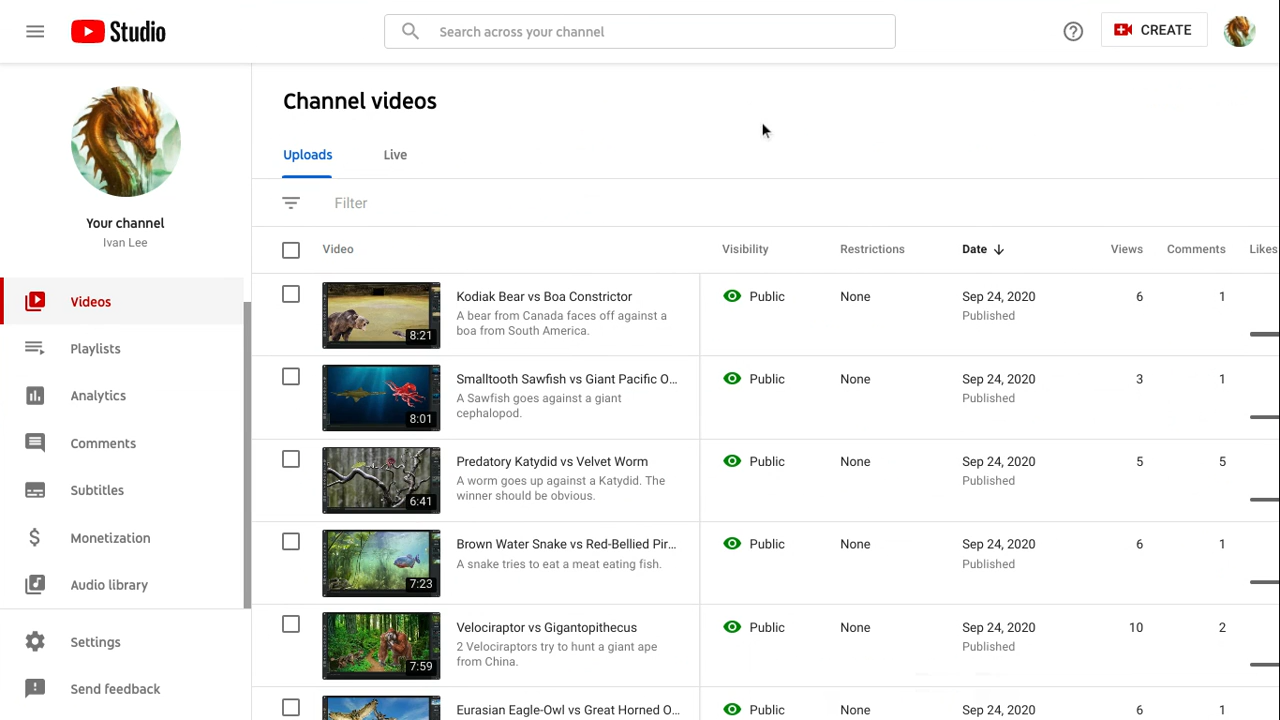 Studio
Search across your channel
CREATE
Channel videos
Uploads
Live
Your channel
Ivan Lee
Filter
Video
Visibility
Restrictions
Date
Views
Comments
Likes
Videos
Playlists
Analytics
Comments
Subtitles
Monetization
Audio library
Settings
Send feedback
8:21
Kodiak Bear vs Boa Constrictor
A bear from Canada faces off against a
boa from South America.
Public
None
Sep 24, 2020
Published
6
1
8:01
Smalltooth Sawfish vs Giant Pacific O...
A Sawfish goes against a giant
cephalopod.
Public
None
Sep 24, 2020
Published
3
1
6:41
Predatory Katydid vs Velvet Worm
A worm goes up against a Katydid. The
winner should be obvious.
Public
None
Sep 24, 2020
Published
5
5
7:23
Brown Water Snake vs Red-Bellied Pir...
A snake tries to eat a meat eating fish.
Public
None
Sep 24, 2020
Published
6
1
7:59
Velociraptor vs Gigantopithecus
2 Velociraptors try to hunt a giant ape
from China.
Public
None
Sep 24, 2020
Published
10
2
Eurasian Eagle-Owl vs Great Horned O...
Public
None
Sep 24, 2020
6
1